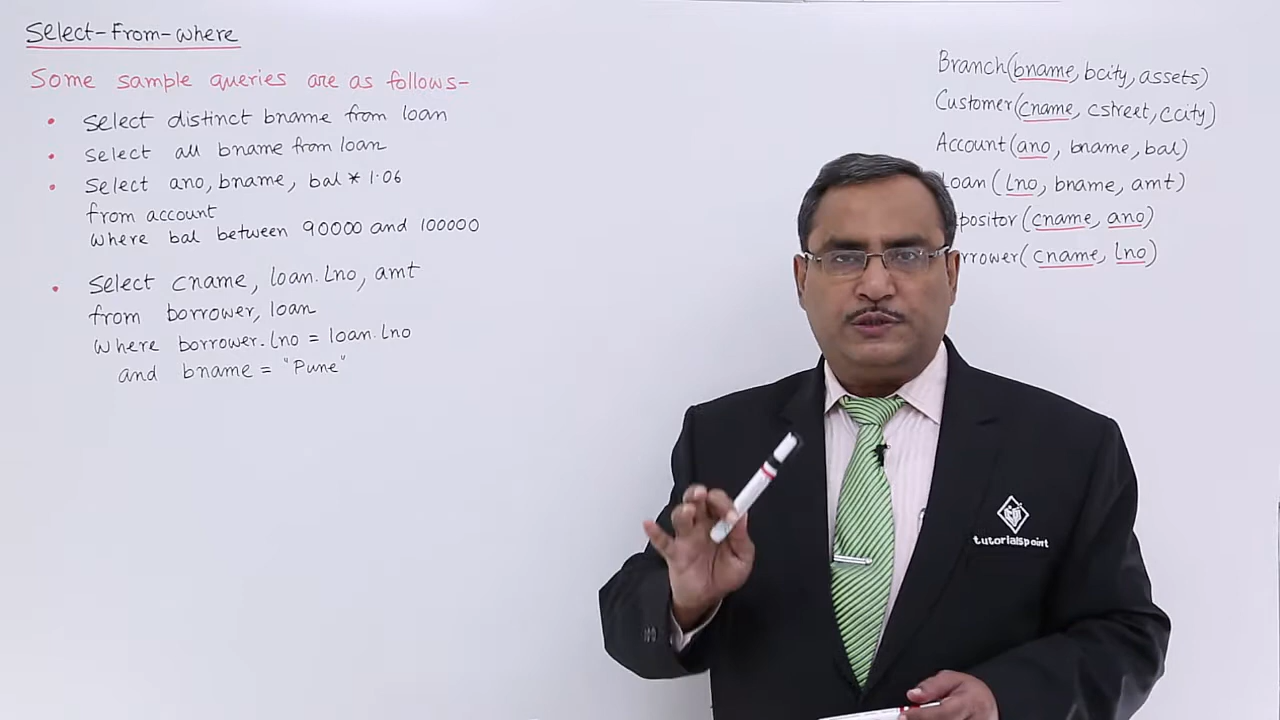 Select-From-where
Some sample queries are as follows-
• Select distinct bname from loan
• Select all bname from loan
• Select ano, bname, bal * 1.06
from account
where bal between 90000 and 100000
• Select cname, loan.lno, amt
from borrower, loan
where borrower.lno = loan.lno
and bname = "Pune"
Branch(bname, bcity, assets)
Customer(cname, cstreet, ccity)
Account(ano, bname, bal)
Loan(lno, bname, amt)
positor(cname, ano)
rrower(cname, lno)
tutorialspoint